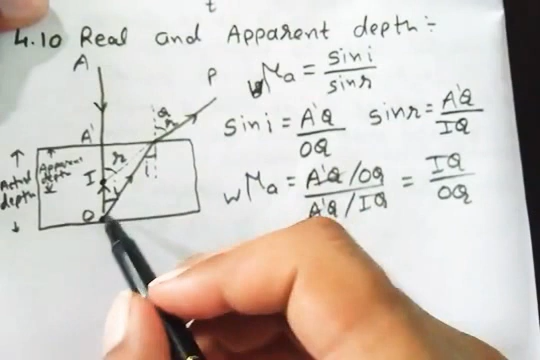 4.10 Real and Apparent depth :-
A
P
wμa = sin i / sin r
Q
r
sin i = A'Q / OQ   sin r = A'Q / IQ
A'
Actual depth
Apparent depth
r
i
I
i
wμa = A'Q/OQ / A'Q/IQ = IQ / OQ
O